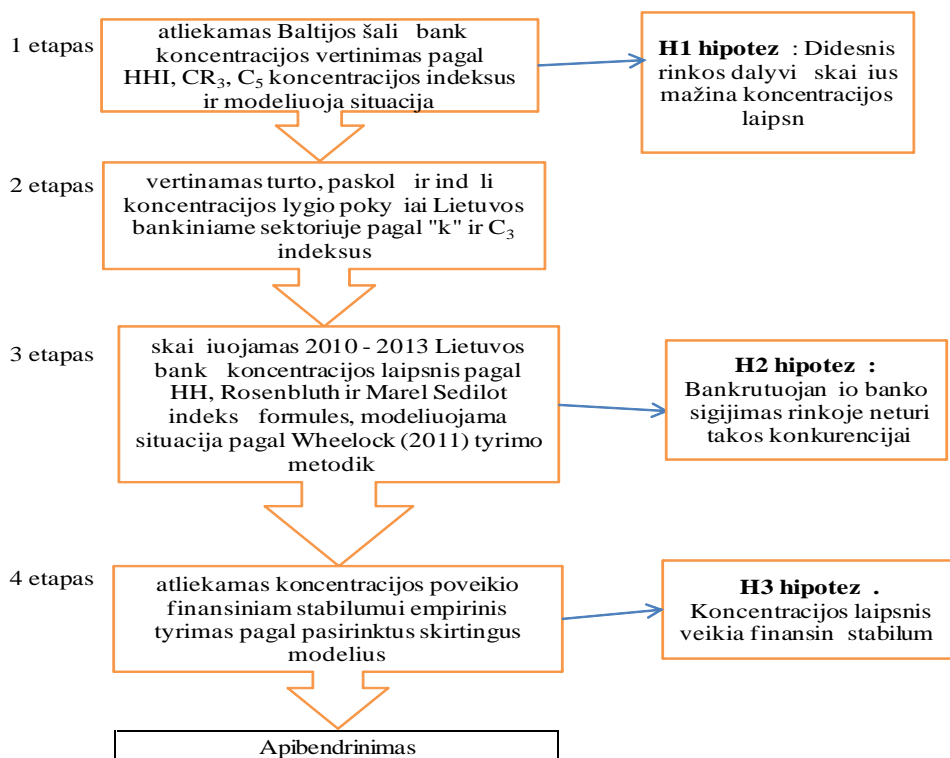 1 etapas
atliekamas Baltijos šali bank
koncentracijos vertinimas pagal
HHI, CR3, C5 koncentracijos indeksus
ir modeliuoja situacija
H1 hipotez : Didesnis
rinkos dalyvi skai ius
mažina koncentracijos
laipsn
2 etapas
vertinamas turto, paskol ir ind li
koncentracijos lygio poky iai Lietuvos
bankiniame sektoriuje pagal "k" ir C3
indeksus
3 etapas
skai iuojamas 2010 - 2013 Lietuvos
bank koncentracijos laipsnis pagal
HH, Rosenbluth ir Marel Sedilot
indeks formules, modeliuojama
situacija pagal Wheelock (2011) tyrimo
metodik
H2 hipotez :
Bankrutuojan io banko
sigijimas rinkoje neturi
takos konkurencijai
4 etapas
atliekamas koncentracijos poveikio
finansiniam stabilumui empirinis
tyrimas pagal pasirinktus skirtingus
modelius
H3 hipotez .
Koncentracijos laipsnis
veikia finansin stabilum
Apibendrinimas